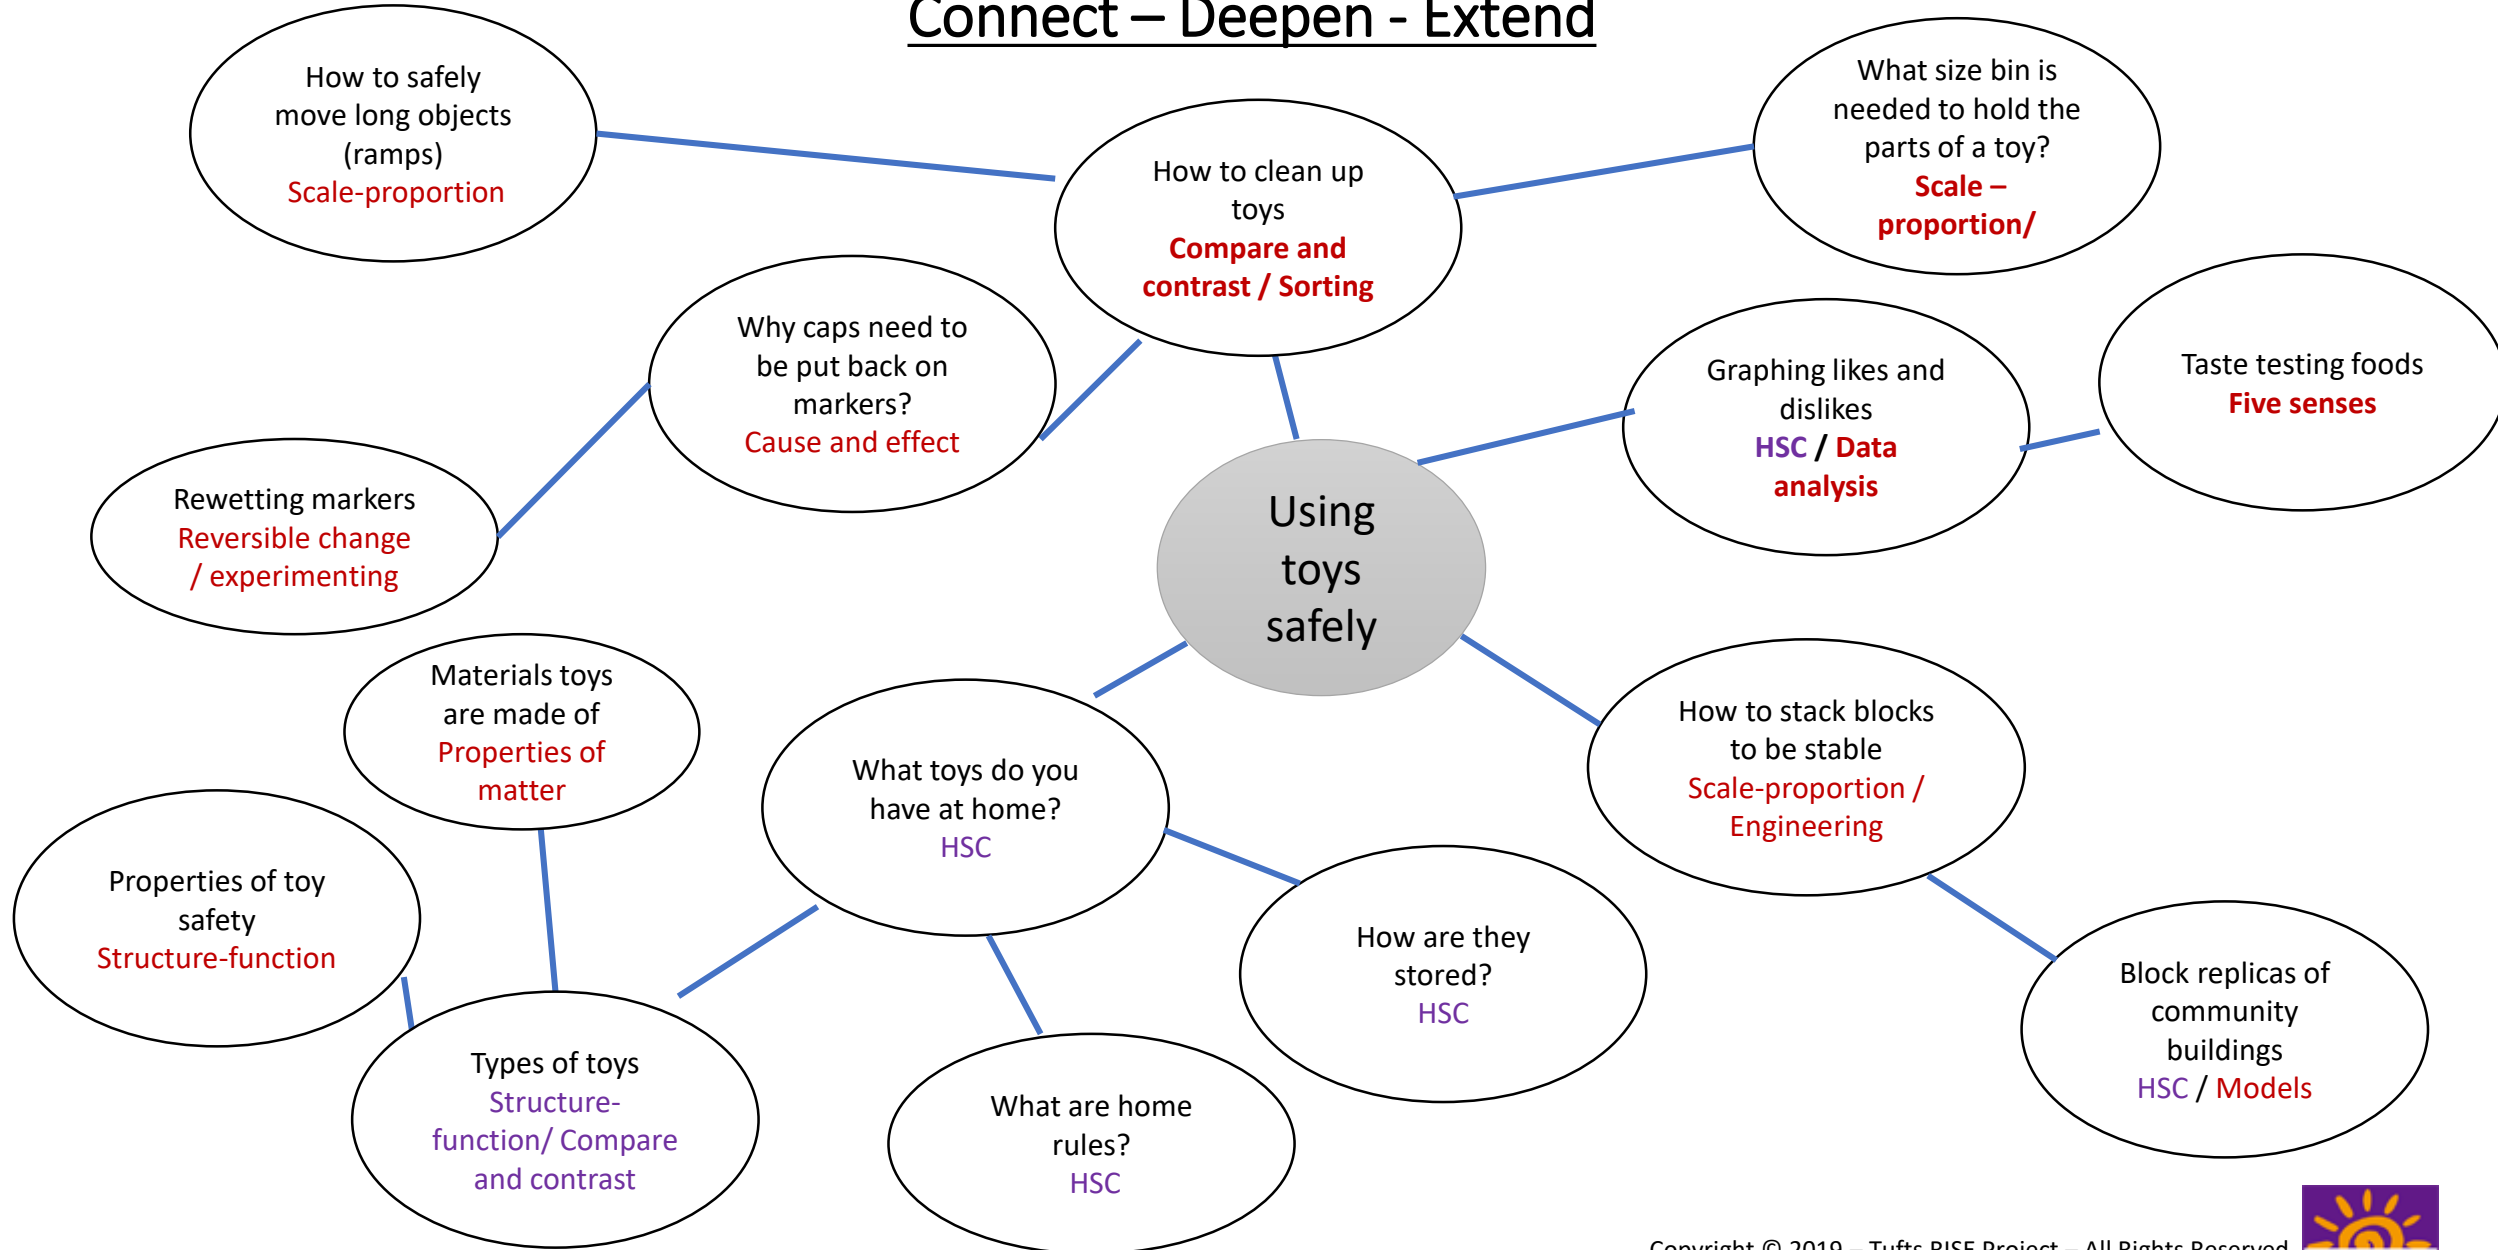 Connect – Deepen - Extend
How to safely
move long objects
(ramps)
Scale-proportion
What size bin is
needed to hold the
parts of a toy?
Scale –
proportion/
How to clean up
toys
Compare and
contrast / Sorting
Why caps need to
be put back on
markers?
Cause and effect
Graphing likes and
dislikes
HSC / Data
analysis
Taste testing foods
Five senses
Rewetting markers
Reversible change
/ experimenting
Using
toys
safely
Materials toys
are made of
Properties of
matter
What toys do you
have at home?
HSC
How to stack blocks
to be stable
Scale-proportion /
Engineering
Properties of toy
safety
Structure-function
How are they
stored?
HSC
Block replicas of
community
buildings
HSC / Models
Types of toys
Structure-
function/ Compare
and contrast
What are home
rules?
HSC
Copyright © 2019 – Tufts RISE Project – All Rights Reserved